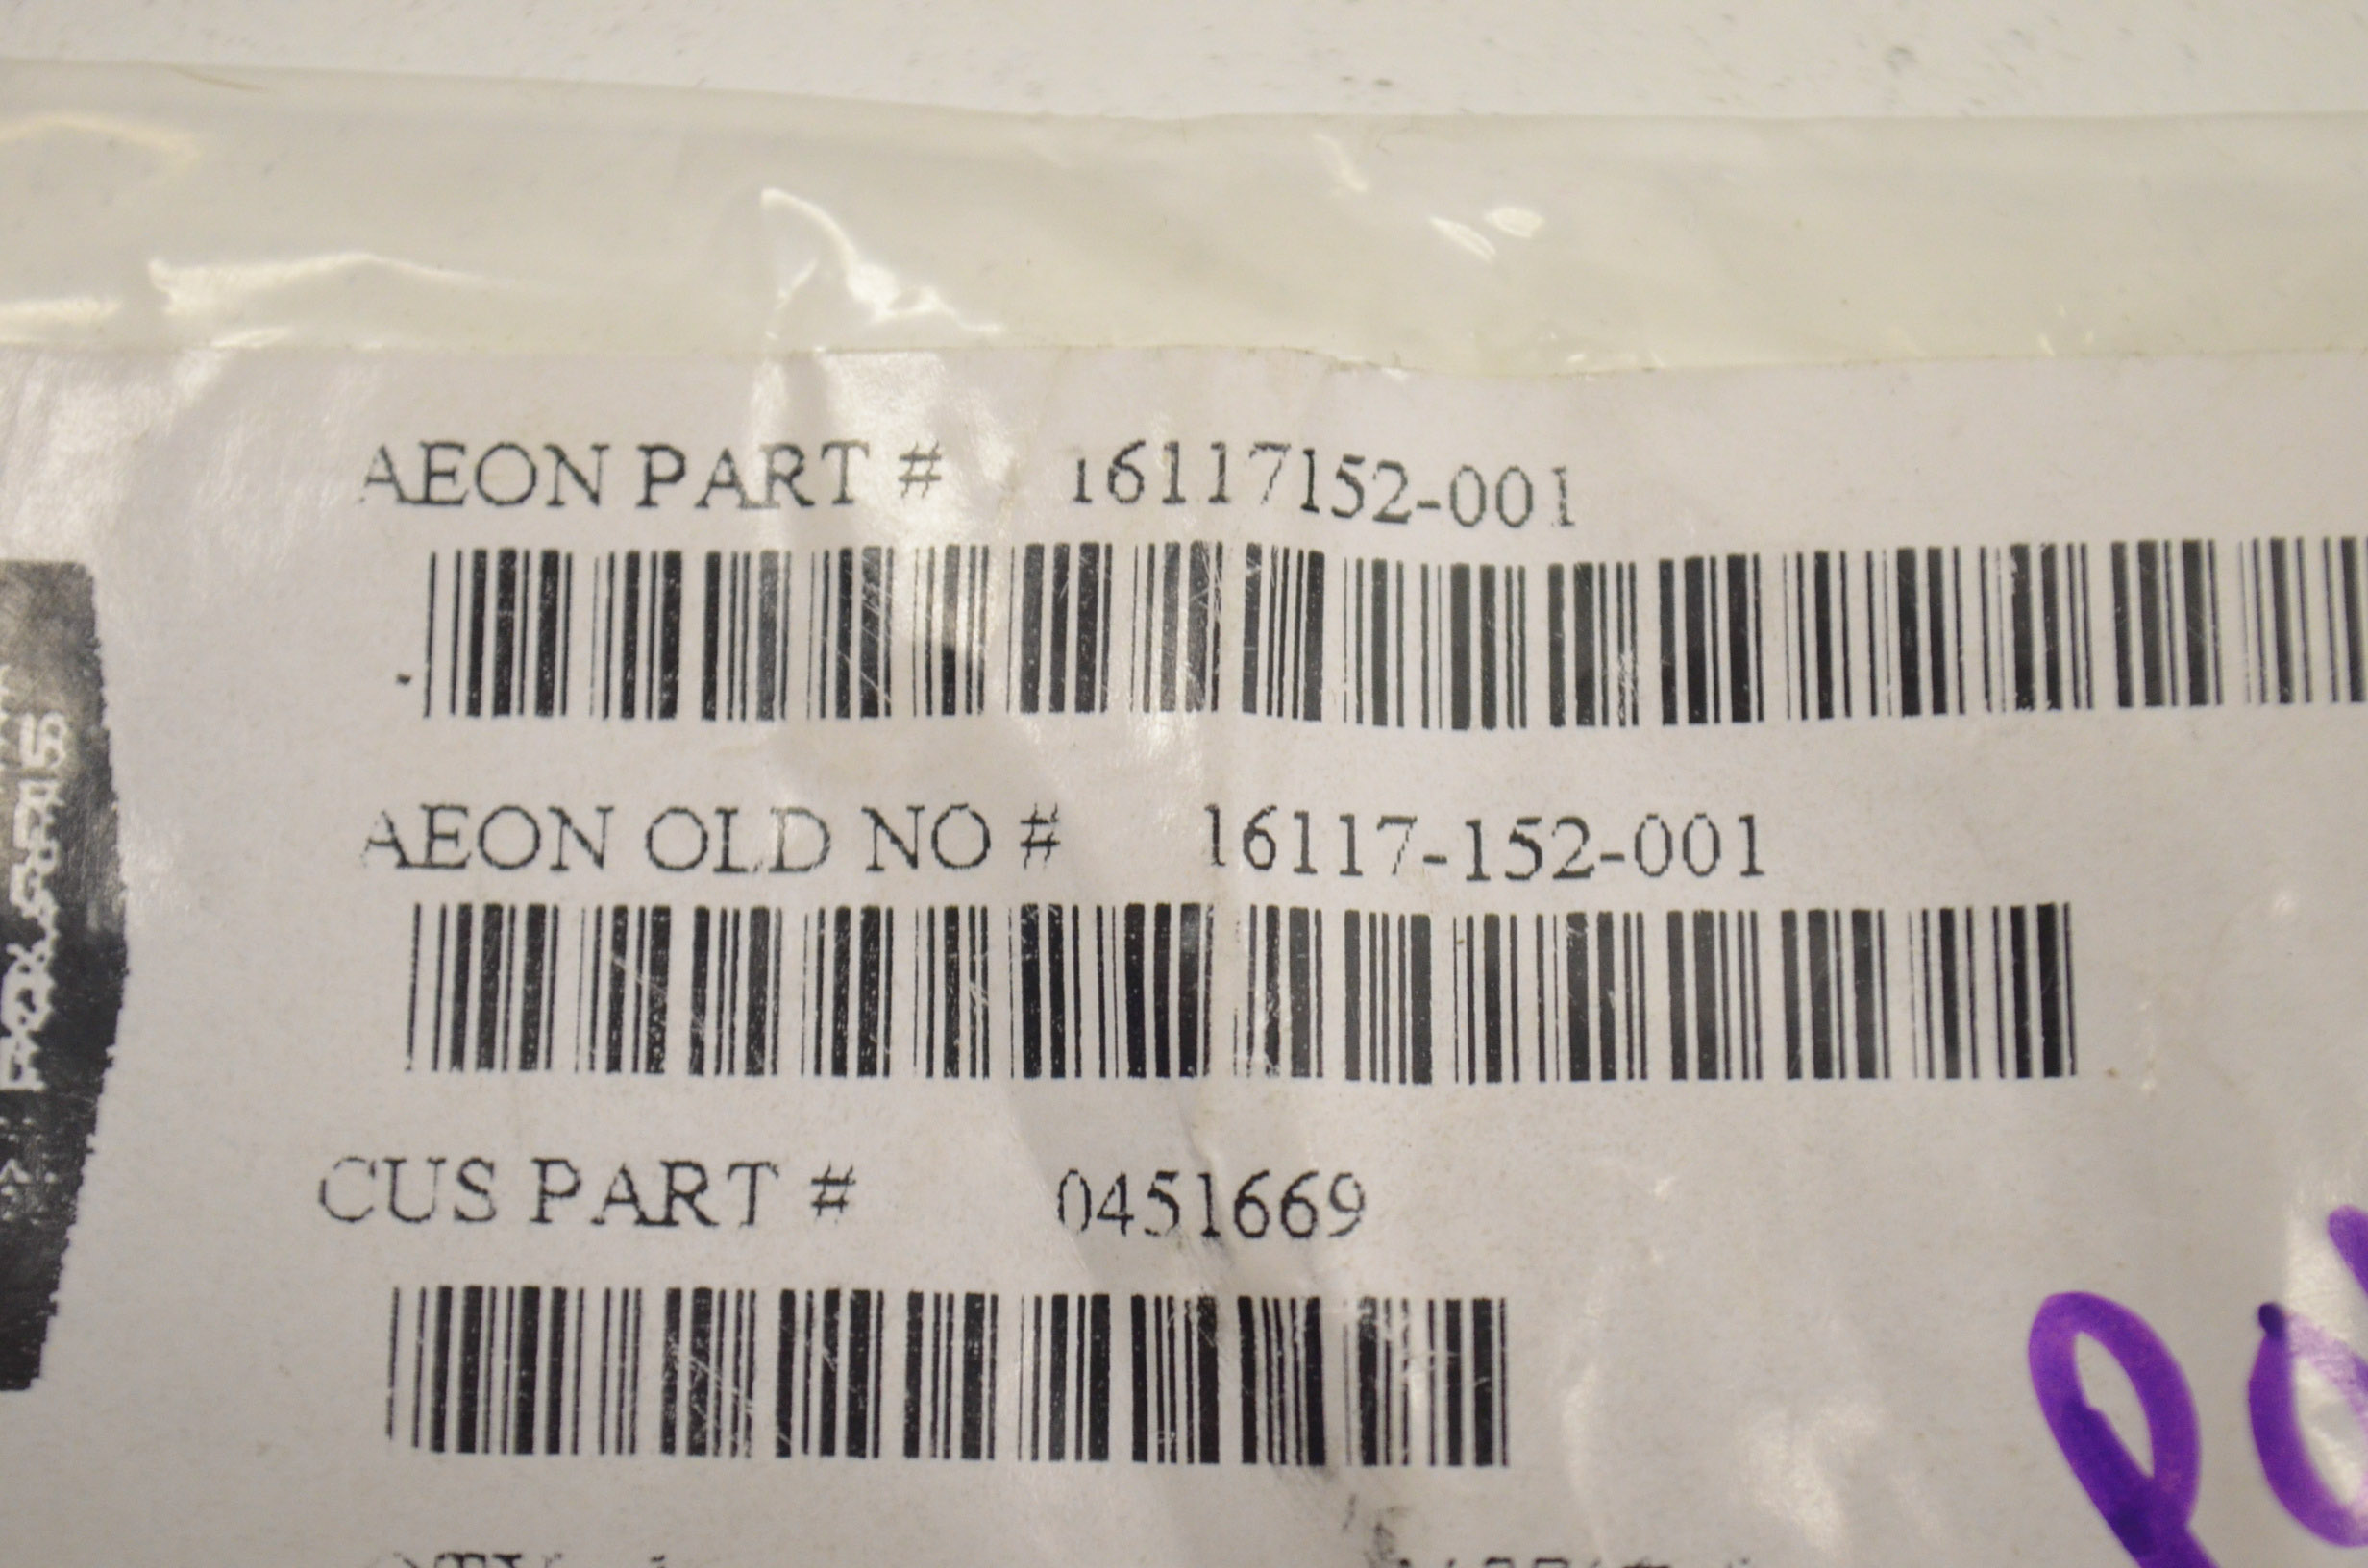 AEON PART # 16117152-001
AEON OLD NO # 16117-152-001
CUS PART # 0451669